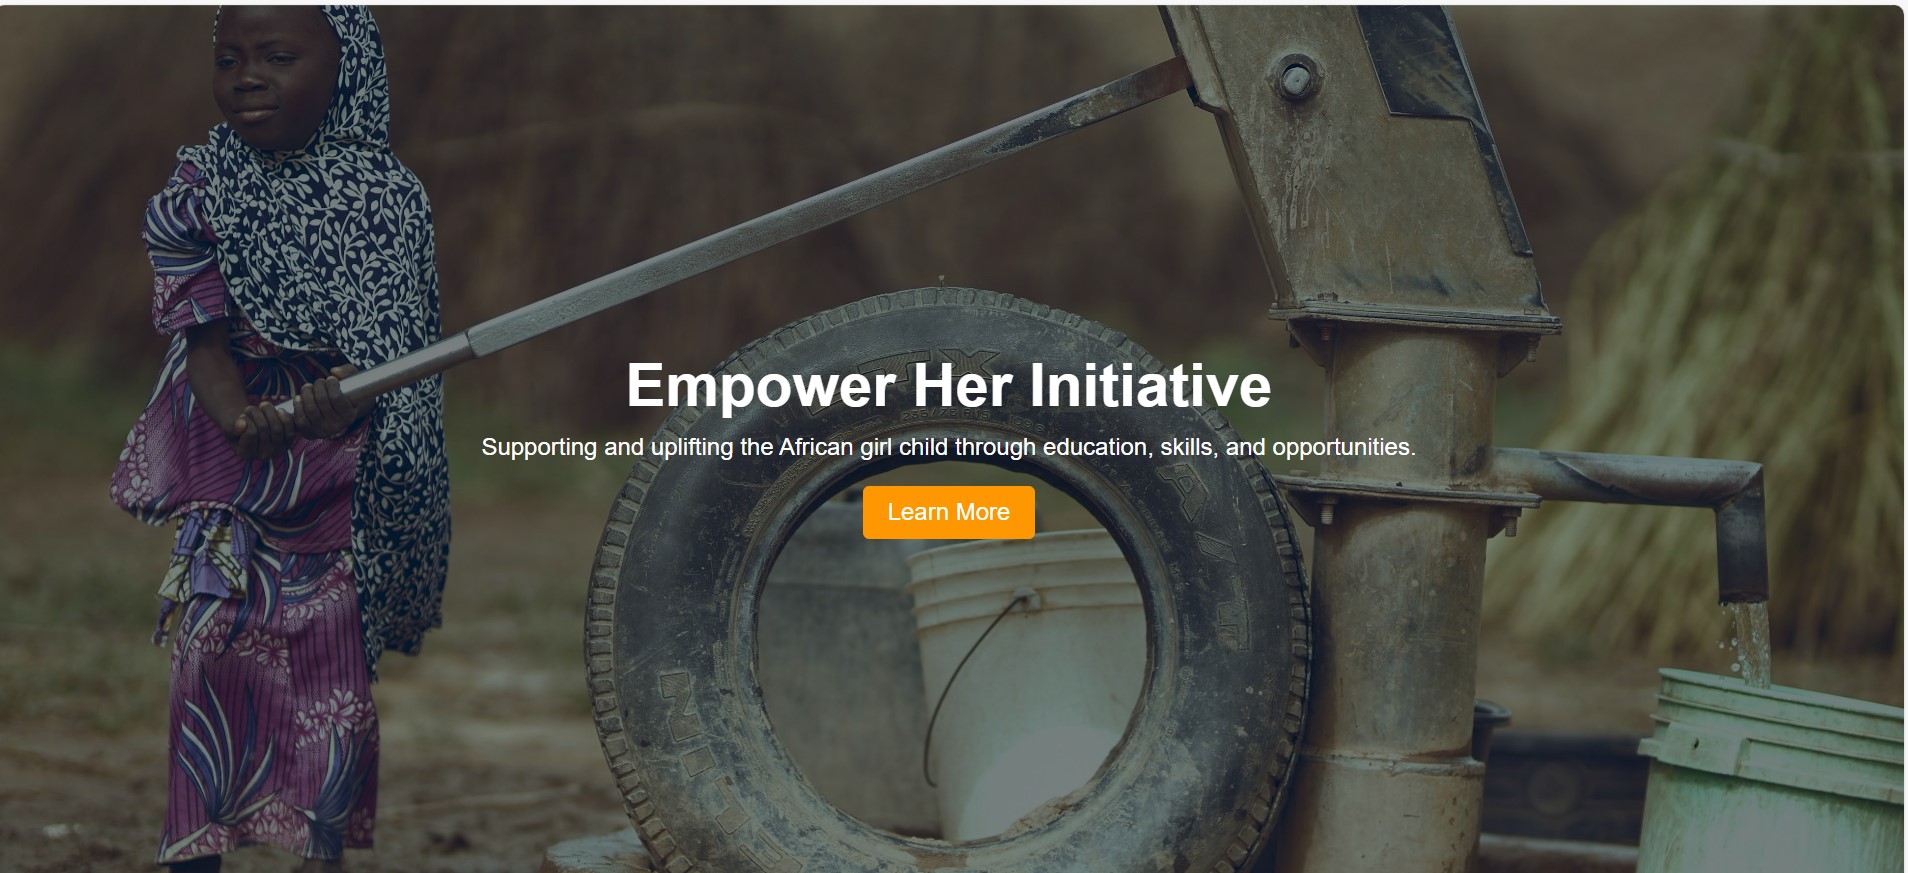 Empower Her Initiative
Supporting and uplifting the African girl child through education, skills, and opportunities.
Learn More